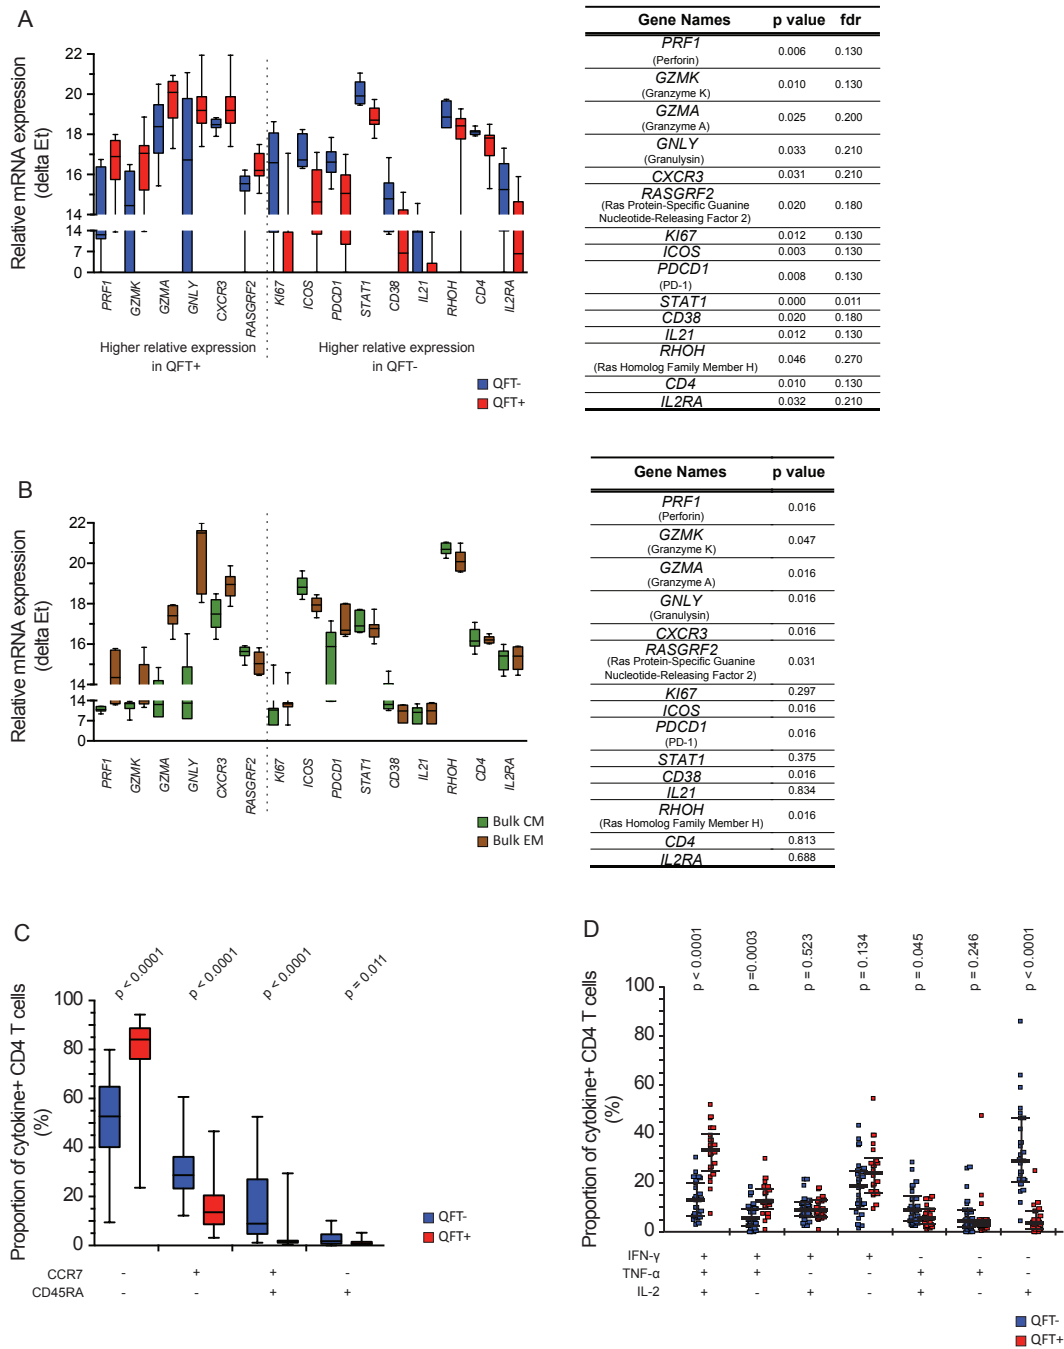 A
Relative mRNA expression
(delta Et)
22
20
18
16
14
14
7
0
PRF1
GZMK
GZMA
GNLY
CXCR3
RASGRF2
KI67
ICOS
PDCD1
STAT1
CD38
IL21
RHOH
CD4
IL2RA
Higher relative expression
in QFT+
Higher relative expression
in QFT-
QFT-
QFT+
Gene Names p value fdr
PRF1
(Perforin)
0.006 0.130
GZMK
(Granzyme K)
0.010 0.130
GZMA
(Granzyme A)
0.025 0.200
GNLY
(Granulysin)
0.033 0.210
CXCR3 0.031 0.210
RASGRF2
(Ras Protein-Specific Guanine
Nucleotide-Releasing Factor 2)
0.020 0.180
KI67 0.012 0.130
ICOS 0.003 0.130
PDCD1
(PD-1)
0.008 0.130
STAT1 0.000 0.011
CD38 0.020 0.180
IL21 0.012 0.130
RHOH
(Ras Homolog Family Member H)
0.046 0.270
CD4 0.010 0.130
IL2RA 0.032 0.210
B
Relative mRNA expression
(delta Et)
22
20
18
16
14
14
7
0
PRF1
GZMK
GZMA
GNLY
CXCR3
RASGRF2
KI67
ICOS
PDCD1
STAT1
CD38
IL21
RHOH
CD4
IL2RA
Bulk CM
Bulk EM
Gene Names p value
PRF1
(Perforin)
0.016
GZMK
(Granzyme K)
0.047
GZMA
(Granzyme A)
0.016
GNLY
(Granulysin)
0.016
CXCR3 0.016
RASGRF2
(Ras Protein-Specific Guanine
Nucleotide-Releasing Factor 2)
0.031
KI67 0.297
ICOS 0.016
PDCD1
(PD-1)
0.016
STAT1 0.375
CD38 0.016
IL21 0.834
RHOH
(Ras Homolog Family Member H)
0.016
CD4 0.813
IL2RA 0.688
C
p < 0.0001
p < 0.0001
p < 0.0001
p = 0.011
Proportion of cytokine+ CD4 T cells
(%)
100
80
60
40
20
0
CCR7 - + + -
CD45RA - - + +
QFT-
QFT+
D
p < 0.0001
p =0.0003
p = 0.523
p = 0.134
p = 0.045
p = 0.246
p < 0.0001
Proportion of cytokine+ CD4 T cells
(%)
100
80
60
40
20
0
IFN-γ + + + + - - -
TNF-α + + - - + + -
IL-2 + - + - + - +
QFT-
QFT+